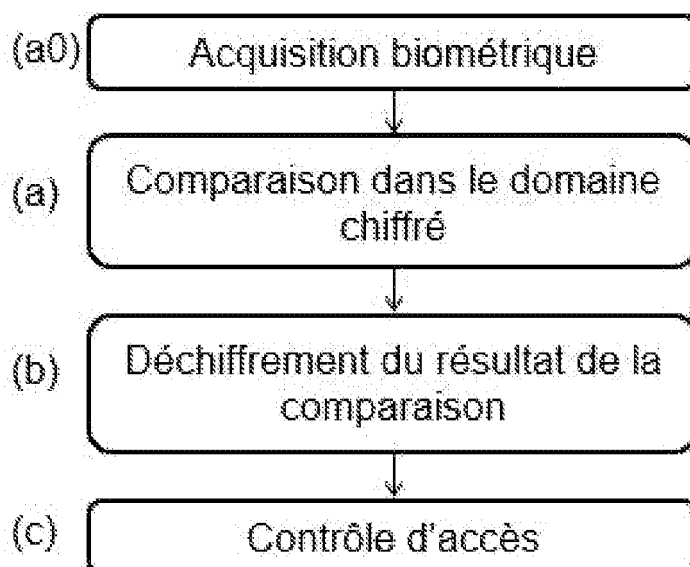 (a0) Acquisition biométrique
(a) Comparaison dans le domaine
chiffré
(b) Déchiffrement du résultat de la
comparaison
(c) Contrôle d'accès